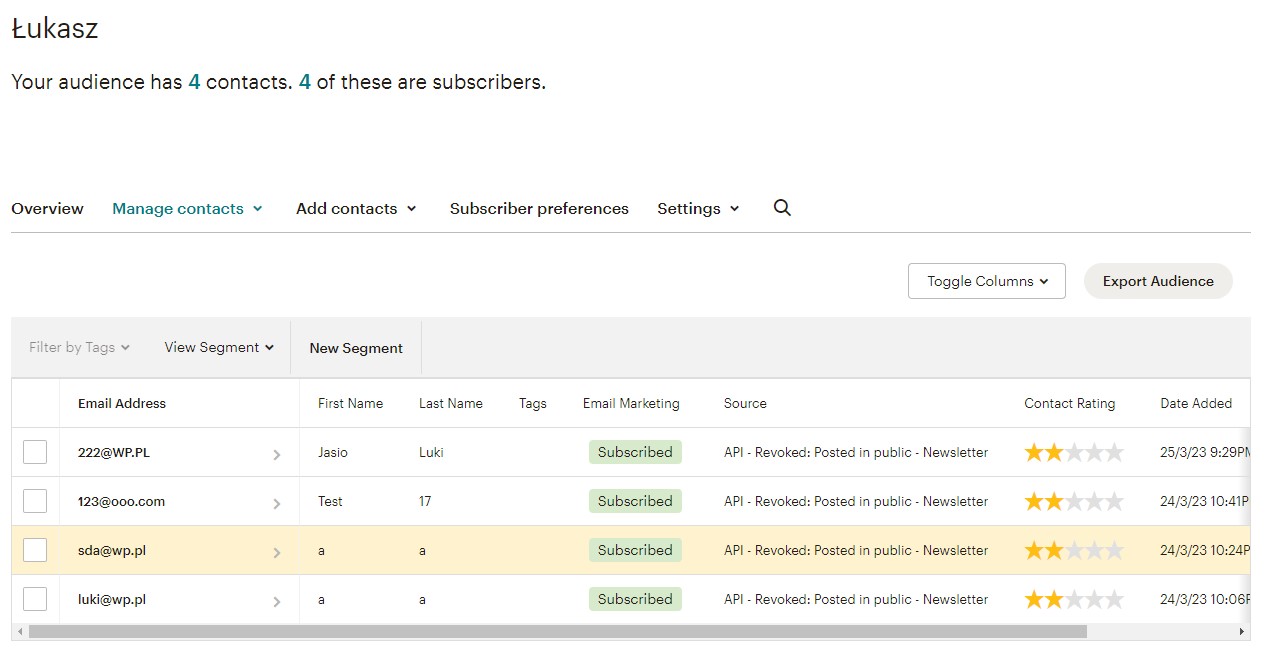 Łukasz
Your audience has 4 contacts. 4 of these are subscribers.
Overview Manage contacts Add contacts Subscriber preferences Settings
Toggle Columns Export Audience
Filter by Tags View Segment New Segment
Email Address First Name Last Name Tags Email Marketing Source Contact Rating Date Added
222@WP.PL Jasio Luki Subscribed API - Revoked: Posted in public - Newsletter 25/3/23 9:29PM
123@ooo.com Test 17 Subscribed API - Revoked: Posted in public - Newsletter 24/3/23 10:41P
sda@wp.pl a a Subscribed API - Revoked: Posted in public - Newsletter 24/3/23 10:24P
luki@wp.pl a a Subscribed API - Revoked: Posted in public - Newsletter 24/3/23 10:06P